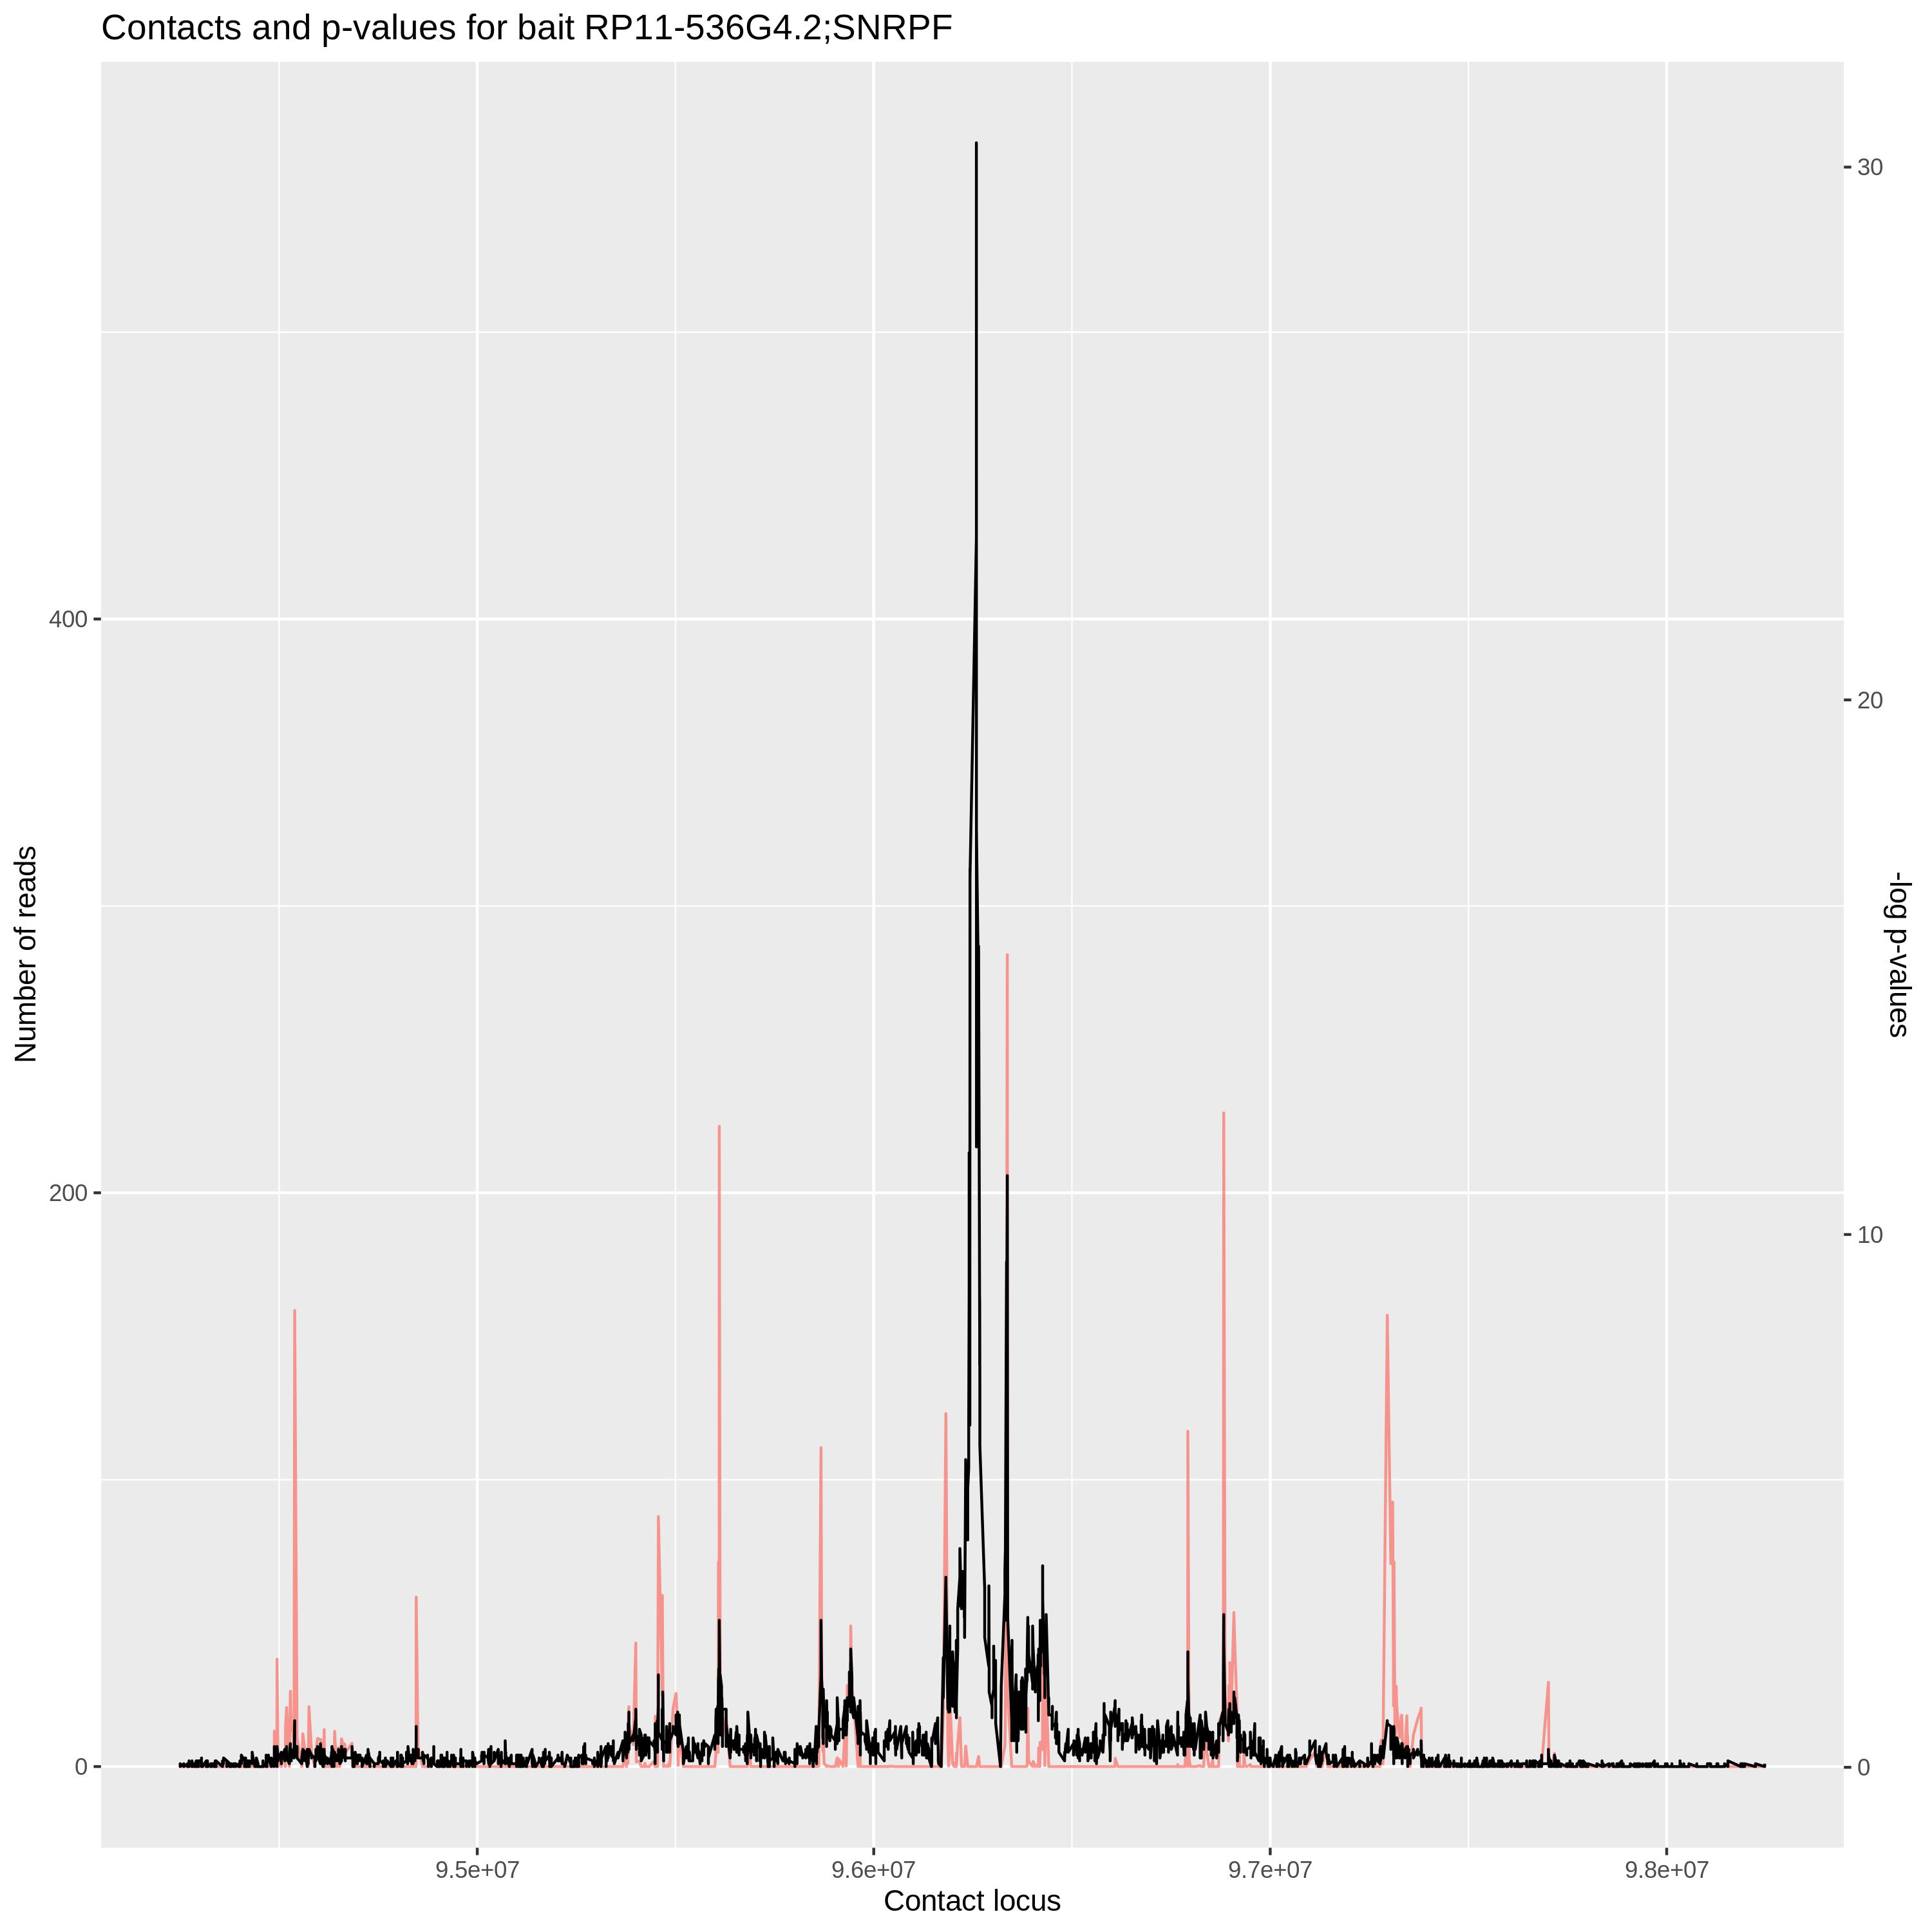 Contacts and p-values for bait RP11-536G4.2;SNRPF
Number of reads
400
200
0
30
20
10
0
-log p-values
9.5e+07
9.6e+07
9.7e+07
9.8e+07
Contact locus